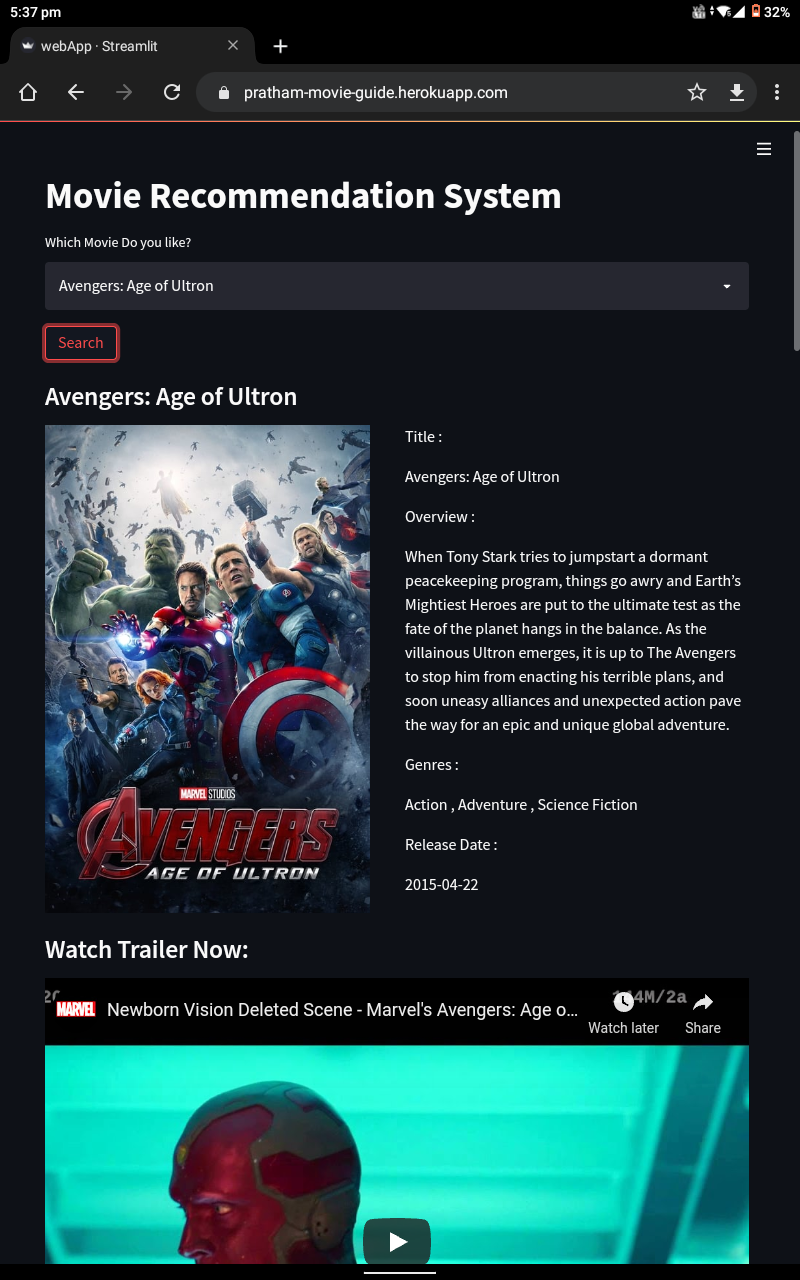 5:37 pm
32%
webApp · Streamlit
pratham-movie-guide.herokuapp.com
Movie Recommendation System
Which Movie Do you like?
Avengers: Age of Ultron
Search
Avengers: Age of Ultron
MARVEL STUDIOS
AVENGERS
AGE OF ULTRON
Title :
Avengers: Age of Ultron
Overview :
When Tony Stark tries to jumpstart a dormant
peacekeeping program, things go awry and Earth's
Mightiest Heroes are put to the ultimate test as the
fate of the planet hangs in the balance. As the
villainous Ultron emerges, it is up to The Avengers
to stop him from enacting his terrible plans, and
soon uneasy alliances and unexpected action pave
the way for an epic and unique global adventure.
Genres :
Action , Adventure , Science Fiction
Release Date :
2015-04-22
Watch Trailer Now:
MARVEL
Newborn Vision Deleted Scene - Marvel's Avengers: Age o...
Watch later
Share